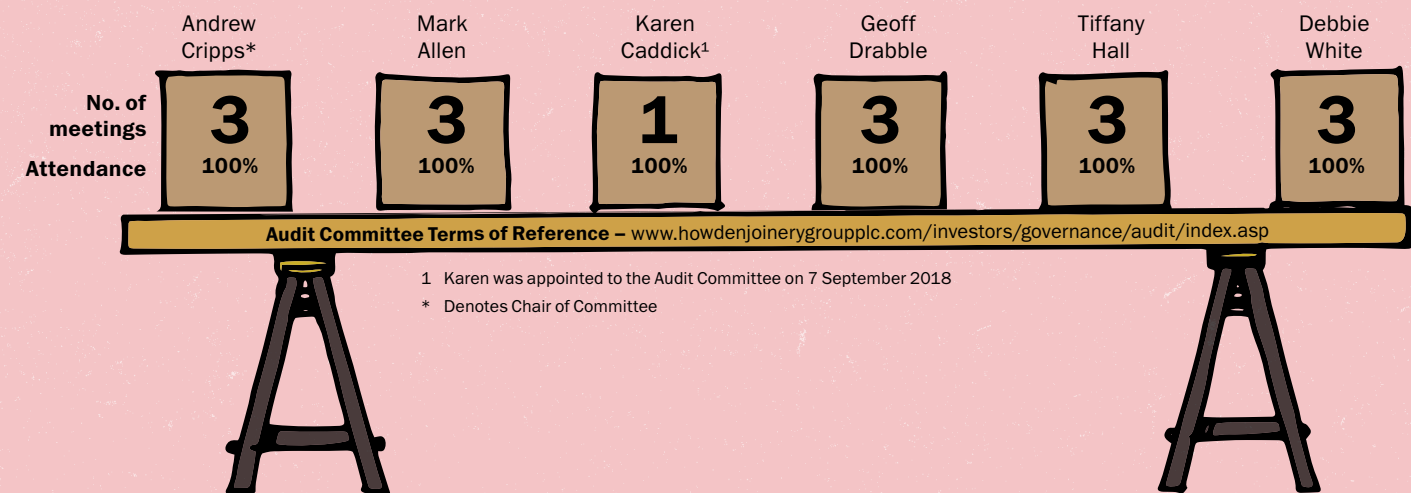 Andrew
Cripps*
Mark
Allen
Karen
Caddick¹
Geoff
Drabble
Tiffany
Hall
Debbie
White
No. of
meetings
3
3
1
3
3
3
Attendance
100%
100%
100%
100%
100%
100%
Audit Committee Terms of Reference – www.howdenjoinerygroupplc.com/investors/governance/audit/index.asp
1 Karen was appointed to the Audit Committee on 7 September 2018
* Denotes Chair of Committee